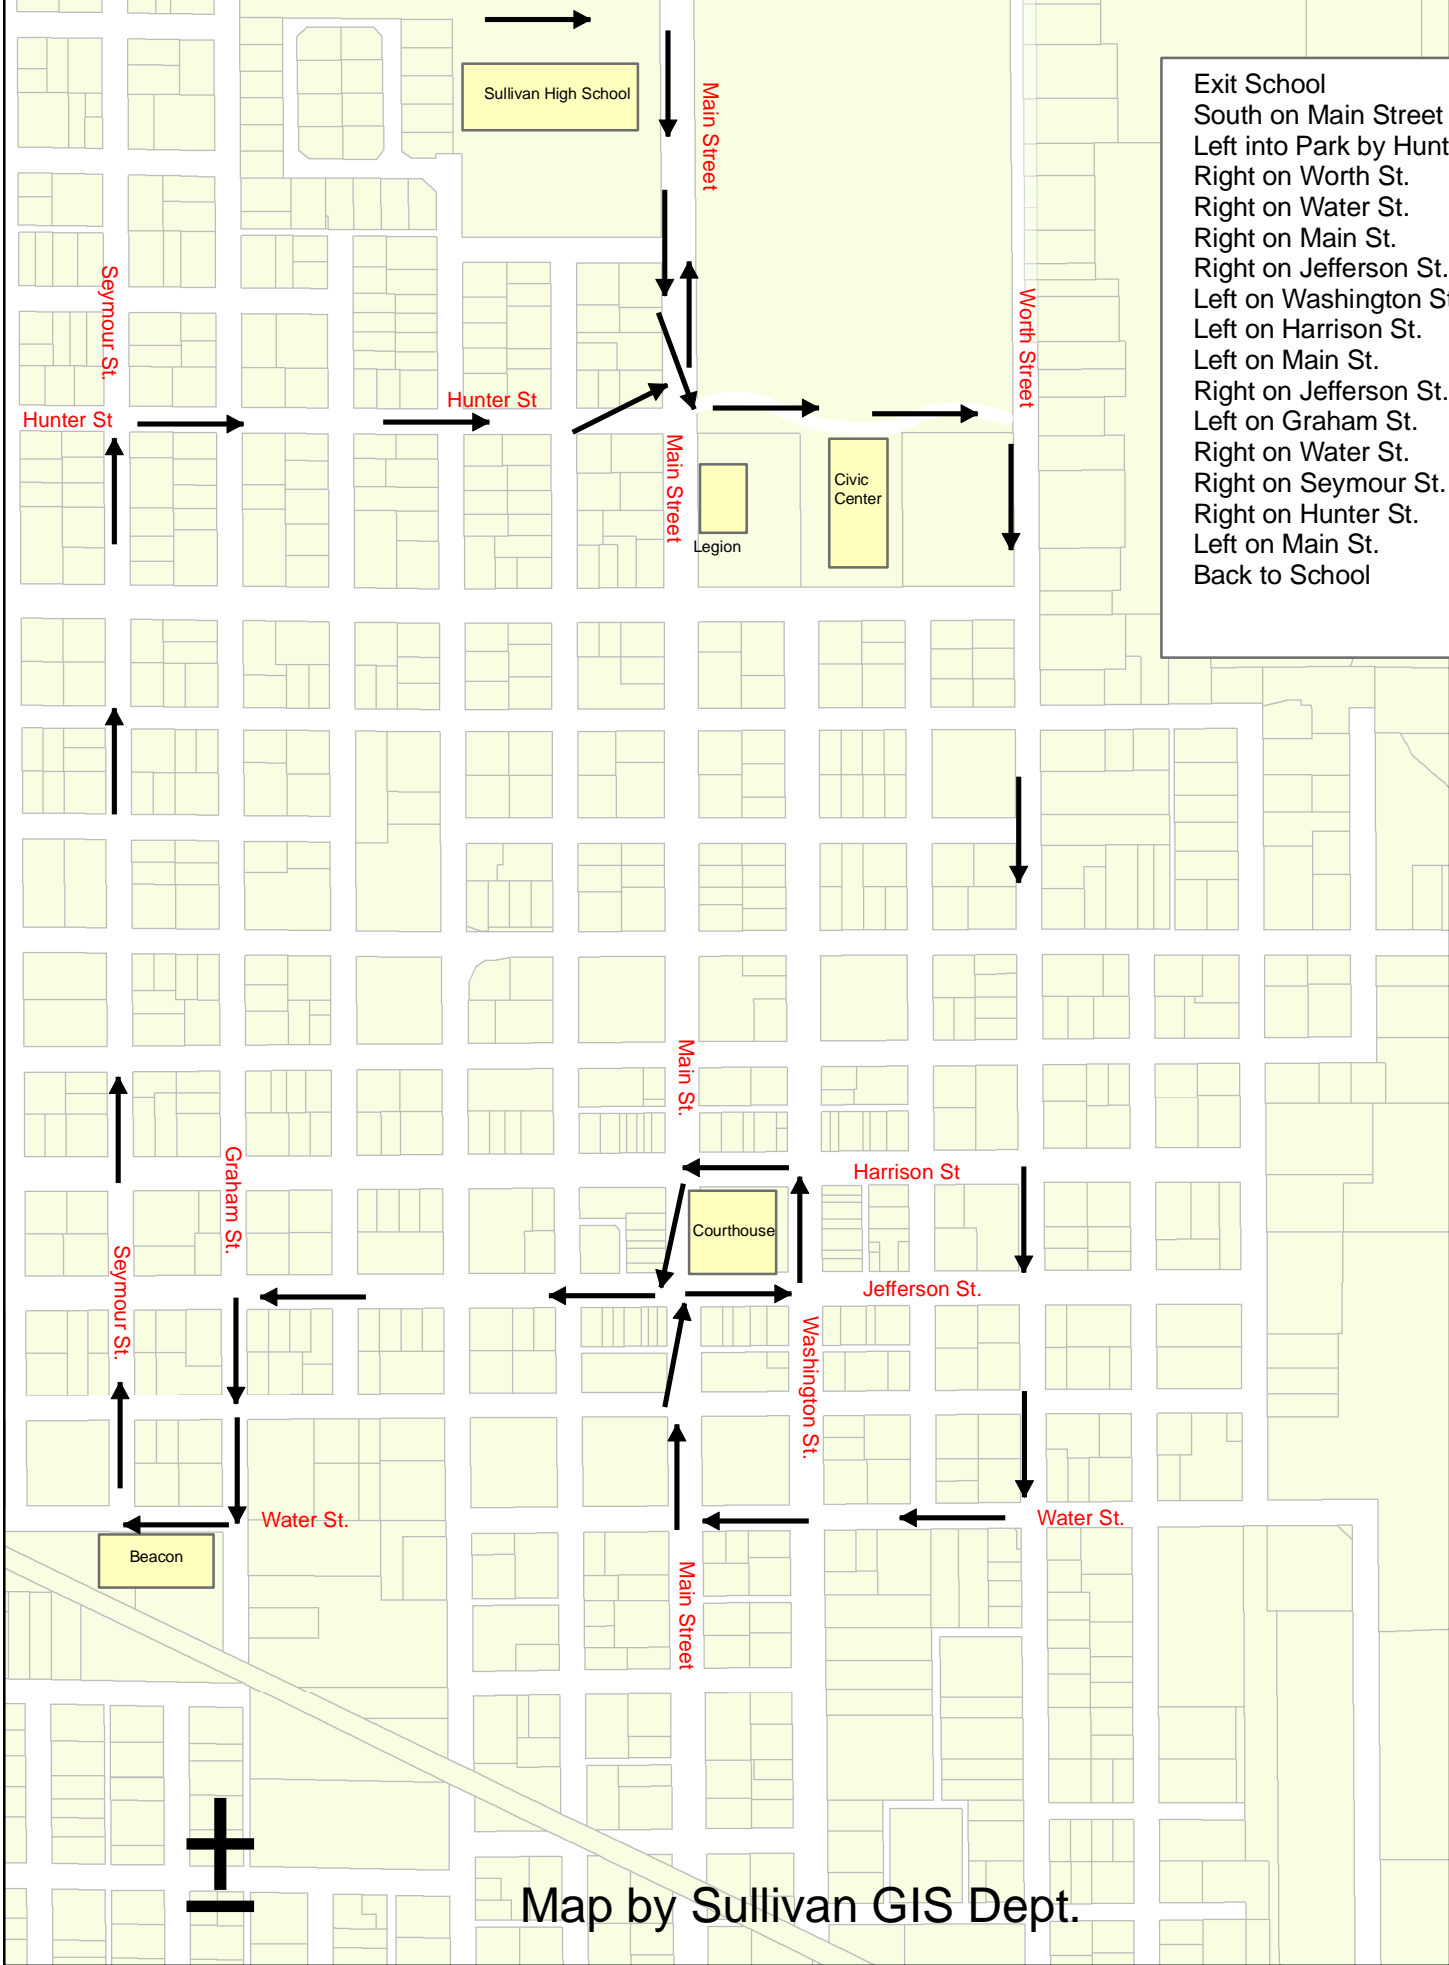 Exit School
South on Main Street
Left into Park by Hunt
Right on Worth St.
Right on Water St.
Right on Main St.
Right on Jefferson St.
Left on Washington St
Left on Harrison St.
Left on Main St.
Right on Jefferson St.
Left on Graham St.
Right on Water St.
Right on Seymour St.
Right on Hunter St.
Left on Main St.
Back to School
Sullivan High School
Main Street
Seymour St.
Worth Street
Hunter St
Hunter St
Main Street
Legion
Civic
Center
Main St.
Graham St.
Harrison St
Courthouse
Seymour St.
Jefferson St.
Washington St.
Water St.
Water St.
Beacon
Main Street
Map by Sullivan GIS Dept.